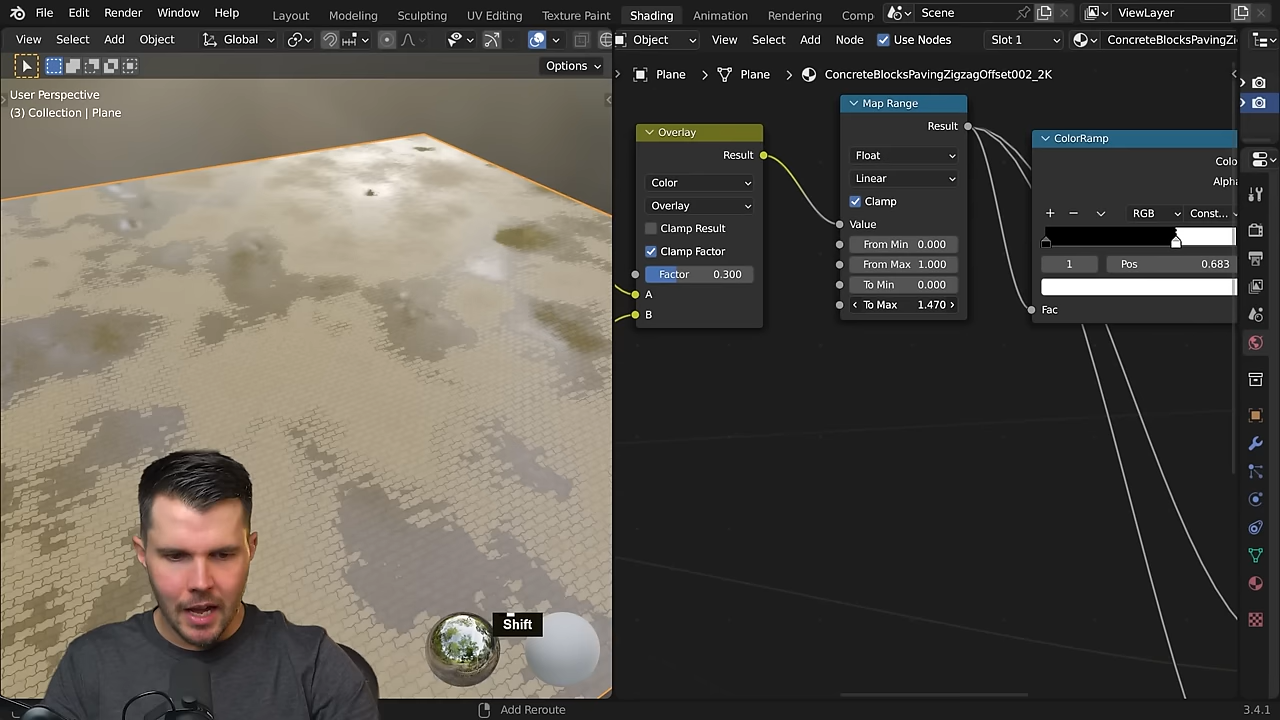 File Edit Render Window Help Layout Modeling Sculpting UV Editing Texture Paint Shading Animation Rendering Comp Scene ViewLayer
View Select Add Object Global Object View Select Add Node Use Nodes Slot 1 ConcreteBlocksPavingZi
Options
Plane Plane ConcreteBlocksPavingZigzagOffset002_2K
User Perspective
(3) Collection | Plane
Overlay
Result
Color
Overlay
Clamp Result
Clamp Factor
Factor 0.300
A
B
Map Range
Result
Float
Linear
Clamp
Value
From Min 0.000
From Max 1.000
To Min 0.000
To Max 1.470
ColorRamp
Colo
Alpha
RGB Const...
1 Pos 0.683
Fac
Shift
Add Reroute
3.4.1